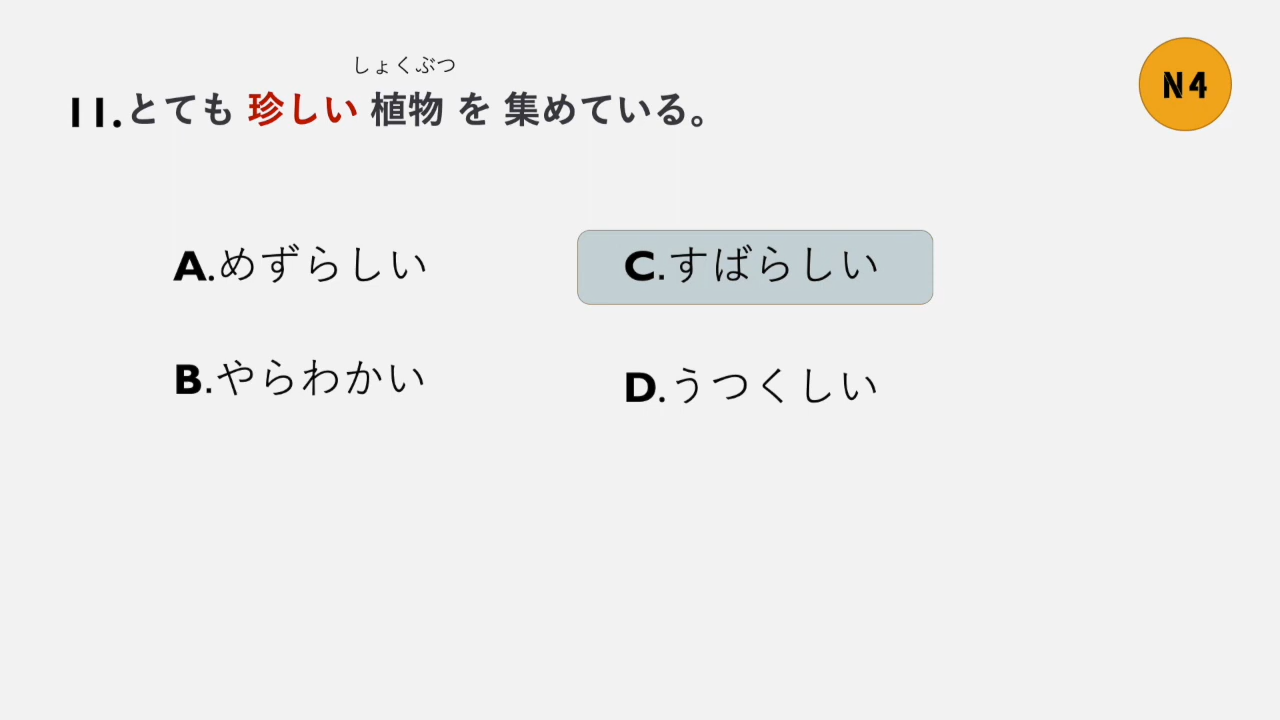 しょくぶつ
11.とても 珍しい 植物 を 集めている。
N4
A.めずらしい
C.すばらしい
B.やらわかい
D.うつくしい